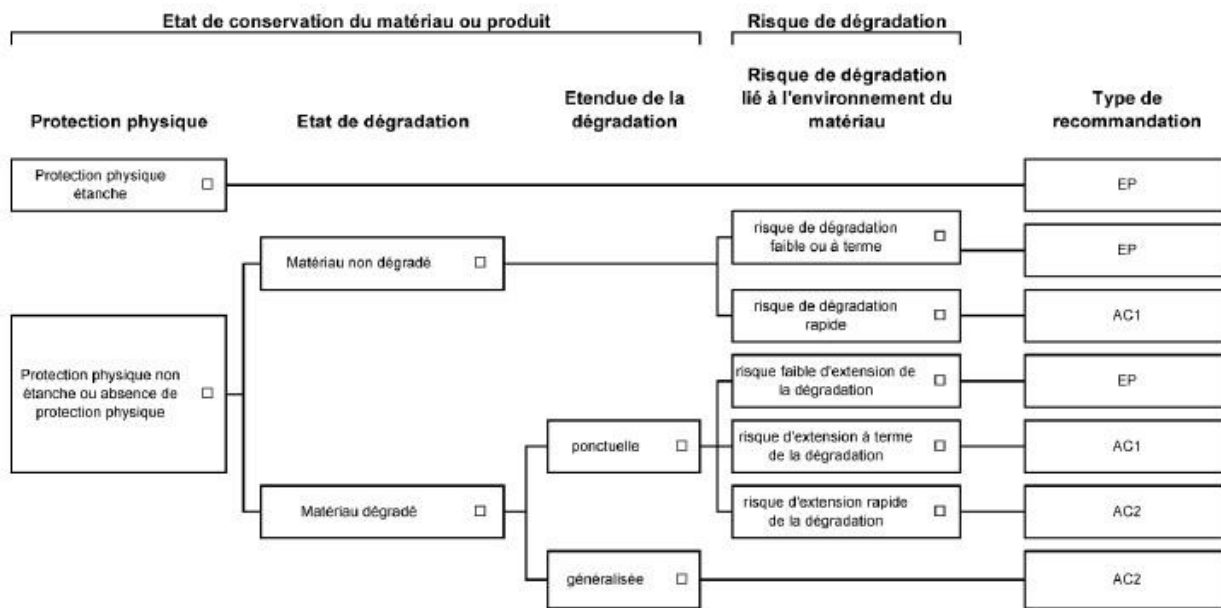 Etat de conservation du matériau ou produit
Risque de dégradation
Protection physique
Etat de dégradation
Etendue de la
dégradation
Risque de dégradation
lié à l'environnement du
matériau
Type de
recommandation
Protection physique
étanche
EP
risque de dégradation
faible ou à terme
EP
Matériau non dégradé
risque de dégradation
rapide
AC1
Protection physique non
étanche ou absence de
protection physique
risque faible d'extension de
la dégradation
EP
ponctuelle
risque d'extension à terme
de la dégradation
AC1
Matériau dégradé
risque d'extension rapide
de la dégradation
AC2
généralisée
AC2